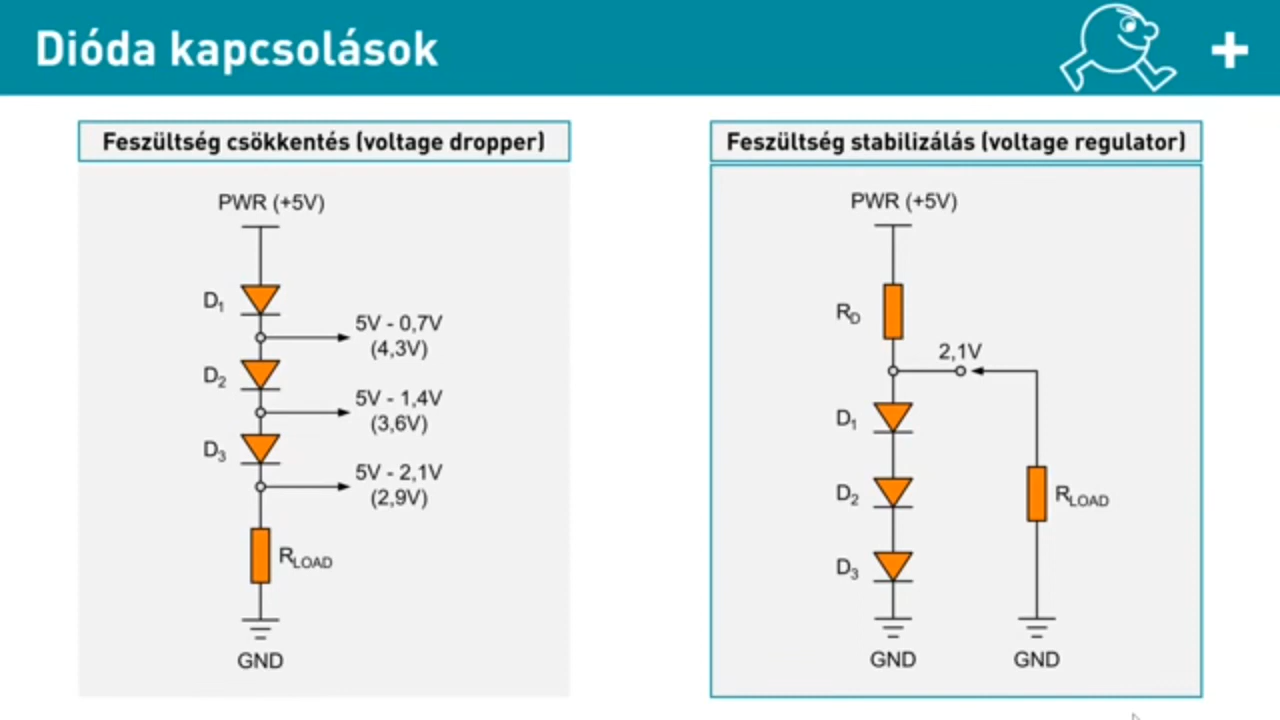 Dióda kapcsolások
Feszültség csökkentés (voltage dropper)
PWR (+5V)
D1
5V - 0,7V
(4,3V)
D2
5V - 1,4V
(3,6V)
D3
5V - 2,1V
(2,9V)
RLOAD
GND
Feszültség stabilizálás (voltage regulator)
PWR (+5V)
RD
2,1V
D1
D2
RLOAD
D3
GND
GND